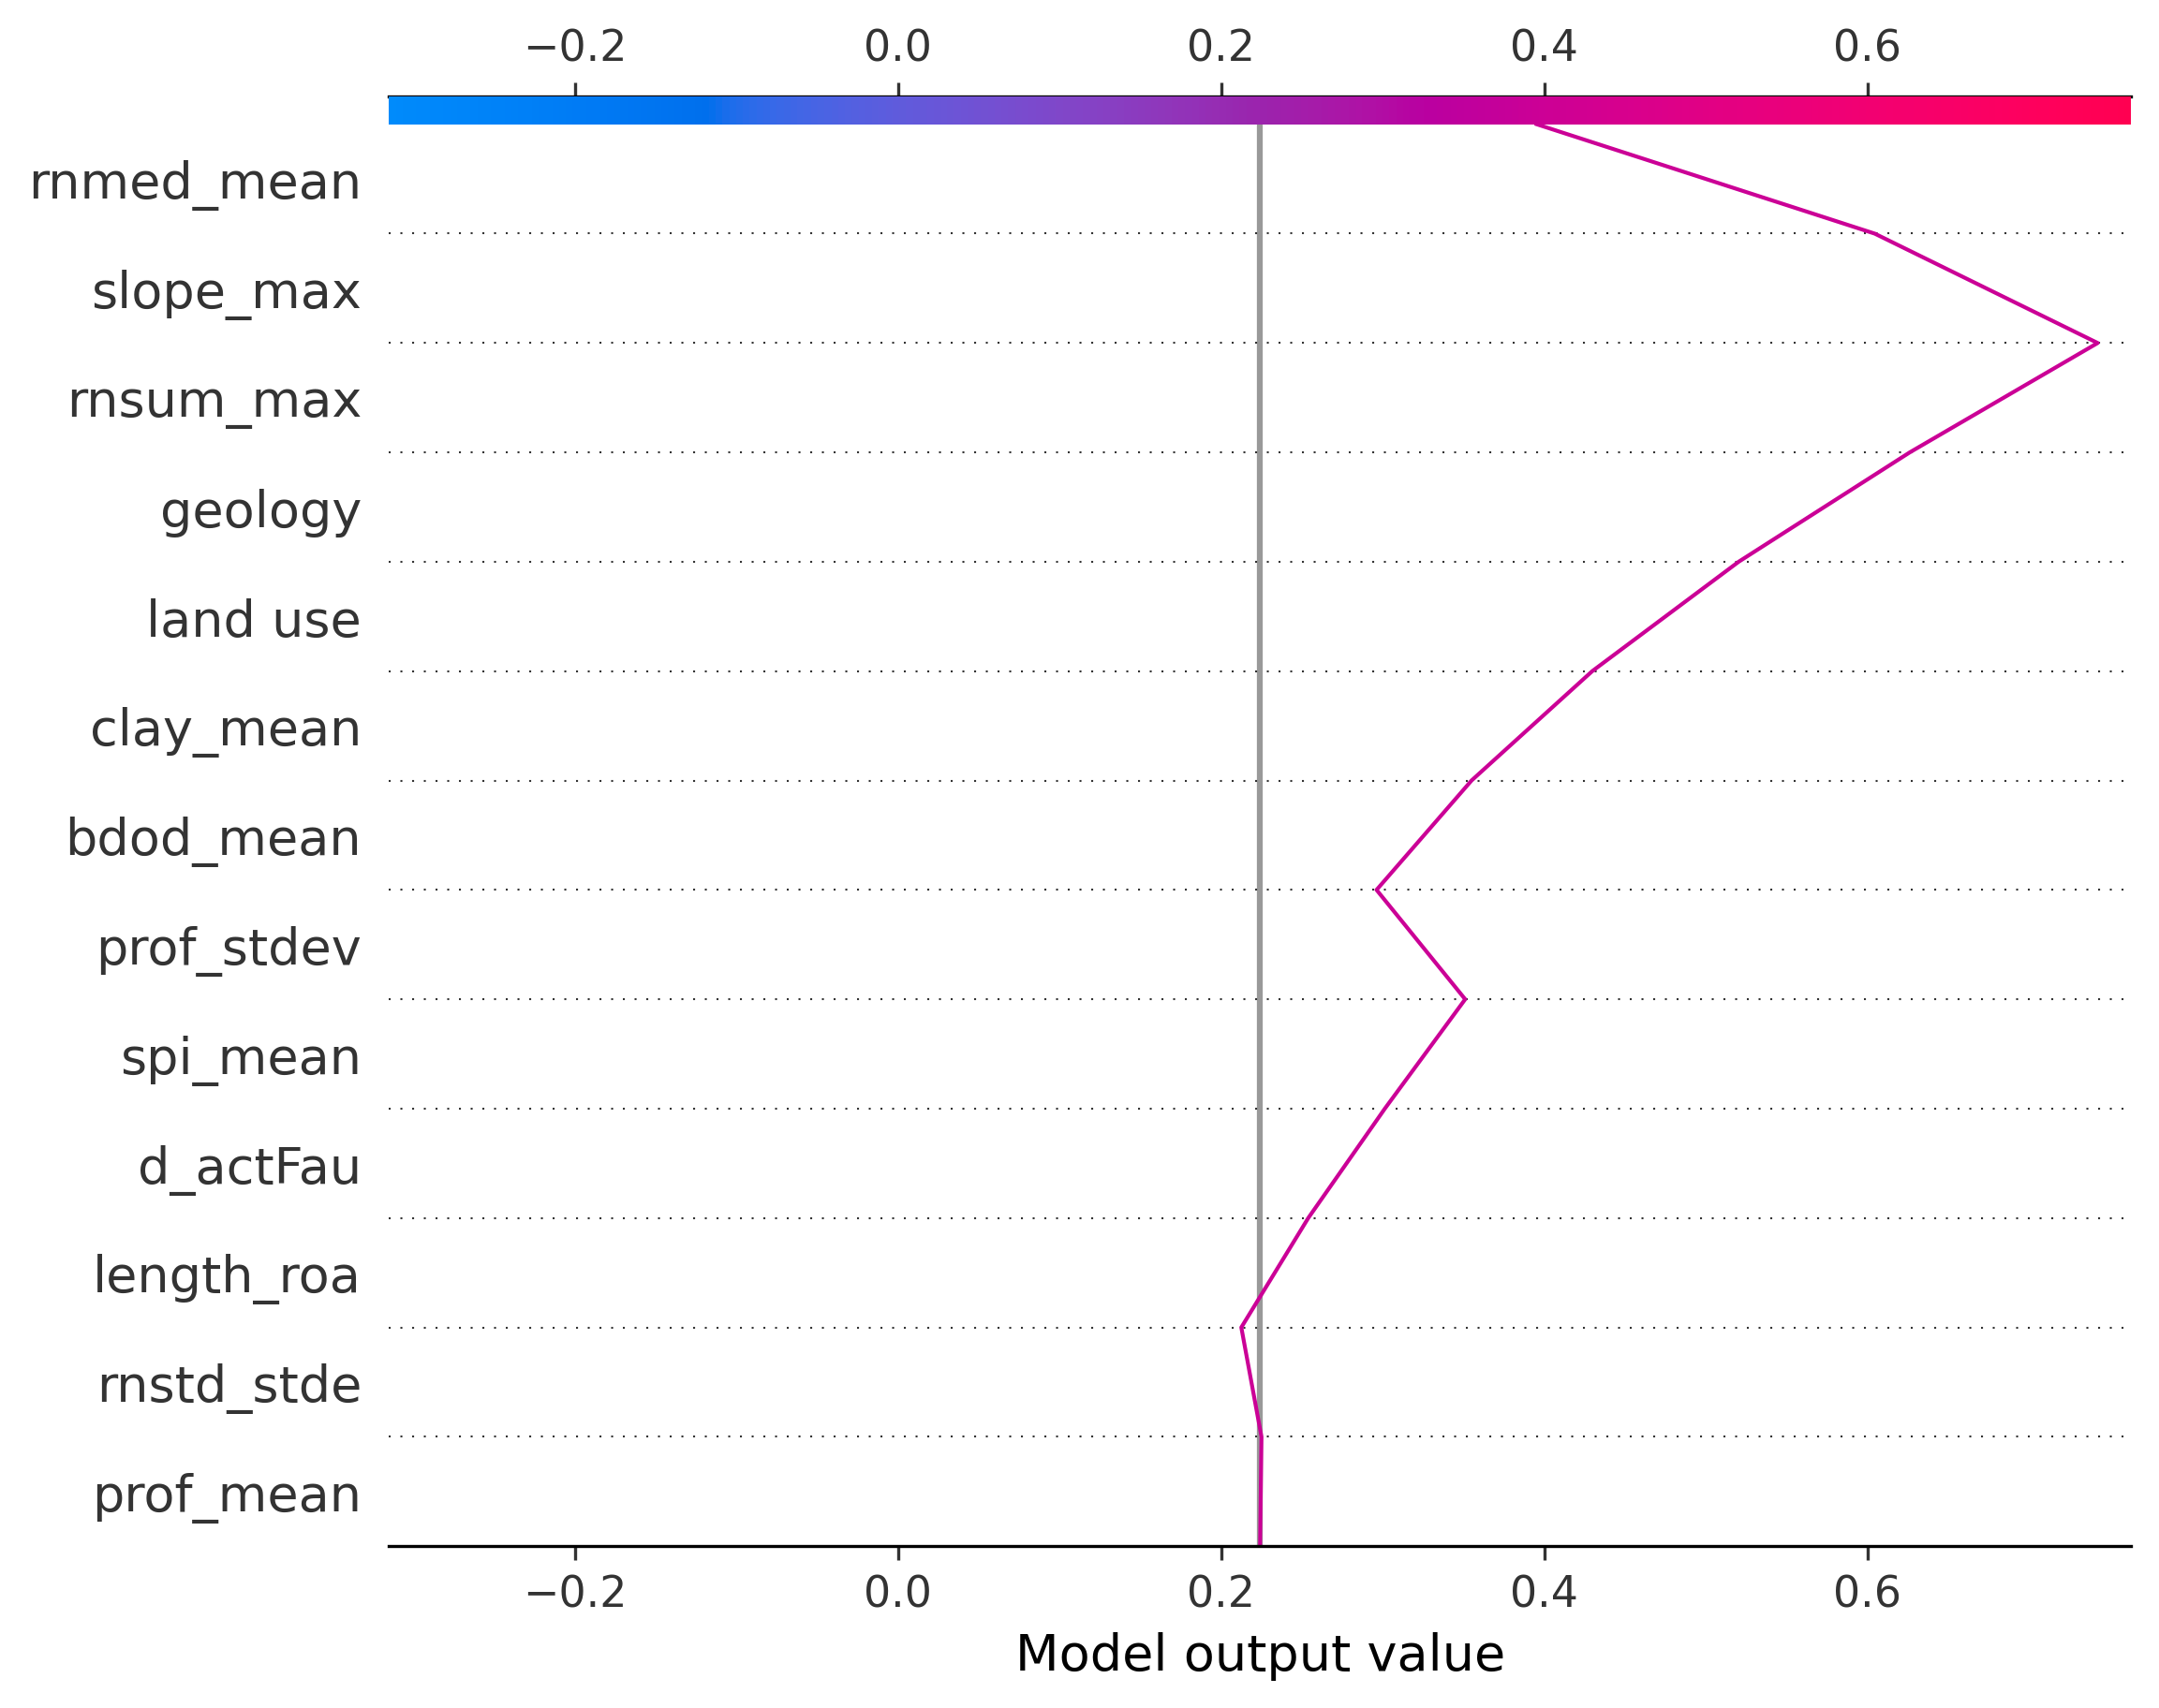 −0.2 0.0 0.2 0.4 0.6
rnmed_mean
slope_max
rnsum_max
geology
land use
clay_mean
bdod_mean
prof_stdev
spi_mean
d_actFau
length_roa
rnstd_stde
prof_mean
−0.2 0.0 0.2 0.4 0.6
Model output value